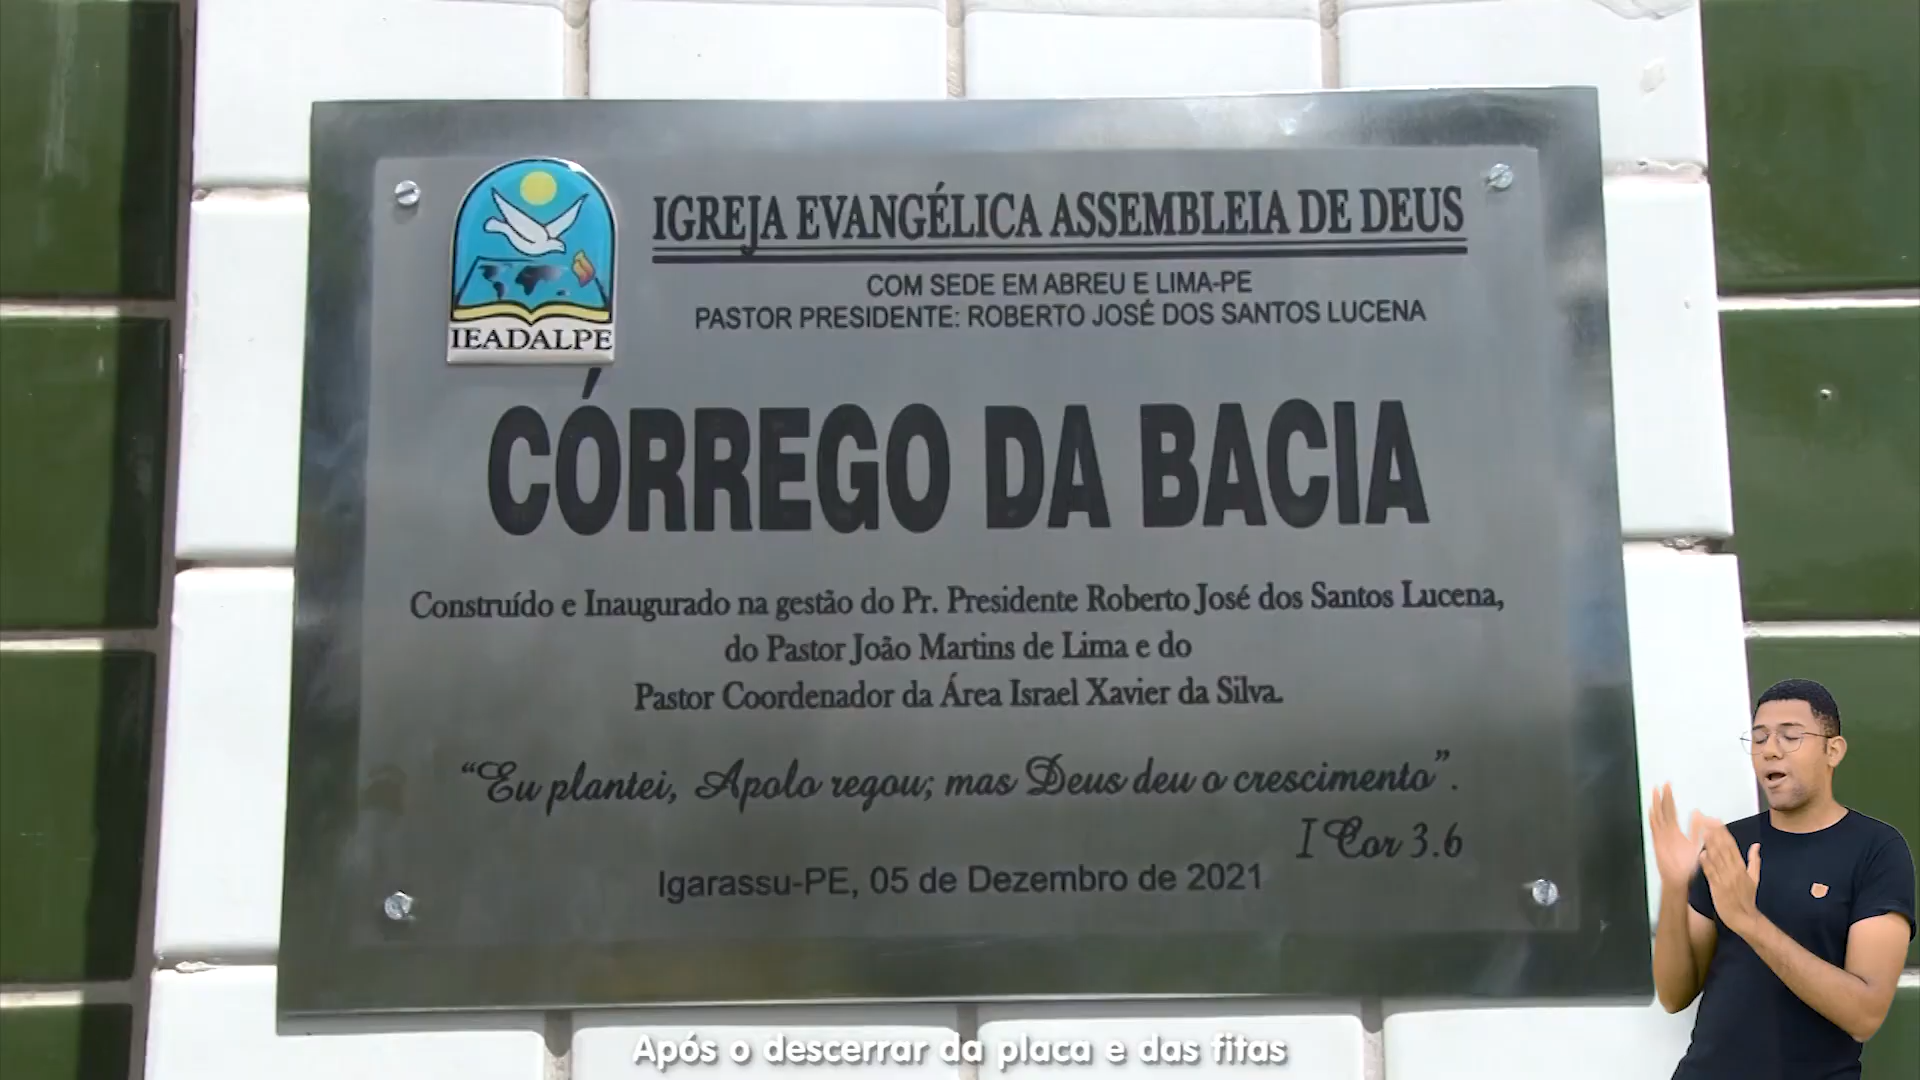 IGREJA EVANGÉLICA ASSEMBLEIA DE DEUS
COM SEDE EM ABREU E LIMA-PE
PASTOR PRESIDENTE: ROBERTO JOSÉ DOS SANTOS LUCENA
IEADALPE
CÓRREGO DA BACIA
Construído e Inaugurado na gestão do Pr. Presidente Roberto José dos Santos Lucena,
do Pastor João Martins de Lima e do
Pastor Coordenador da Área Israel Xavier da Silva.
“Eu plantei, Apolo regou; mas Deus deu o crescimento”.
I Cor 3.6
Igarassu-PE, 05 de Dezembro de 2021
Após o descerrar da placa e das fitas